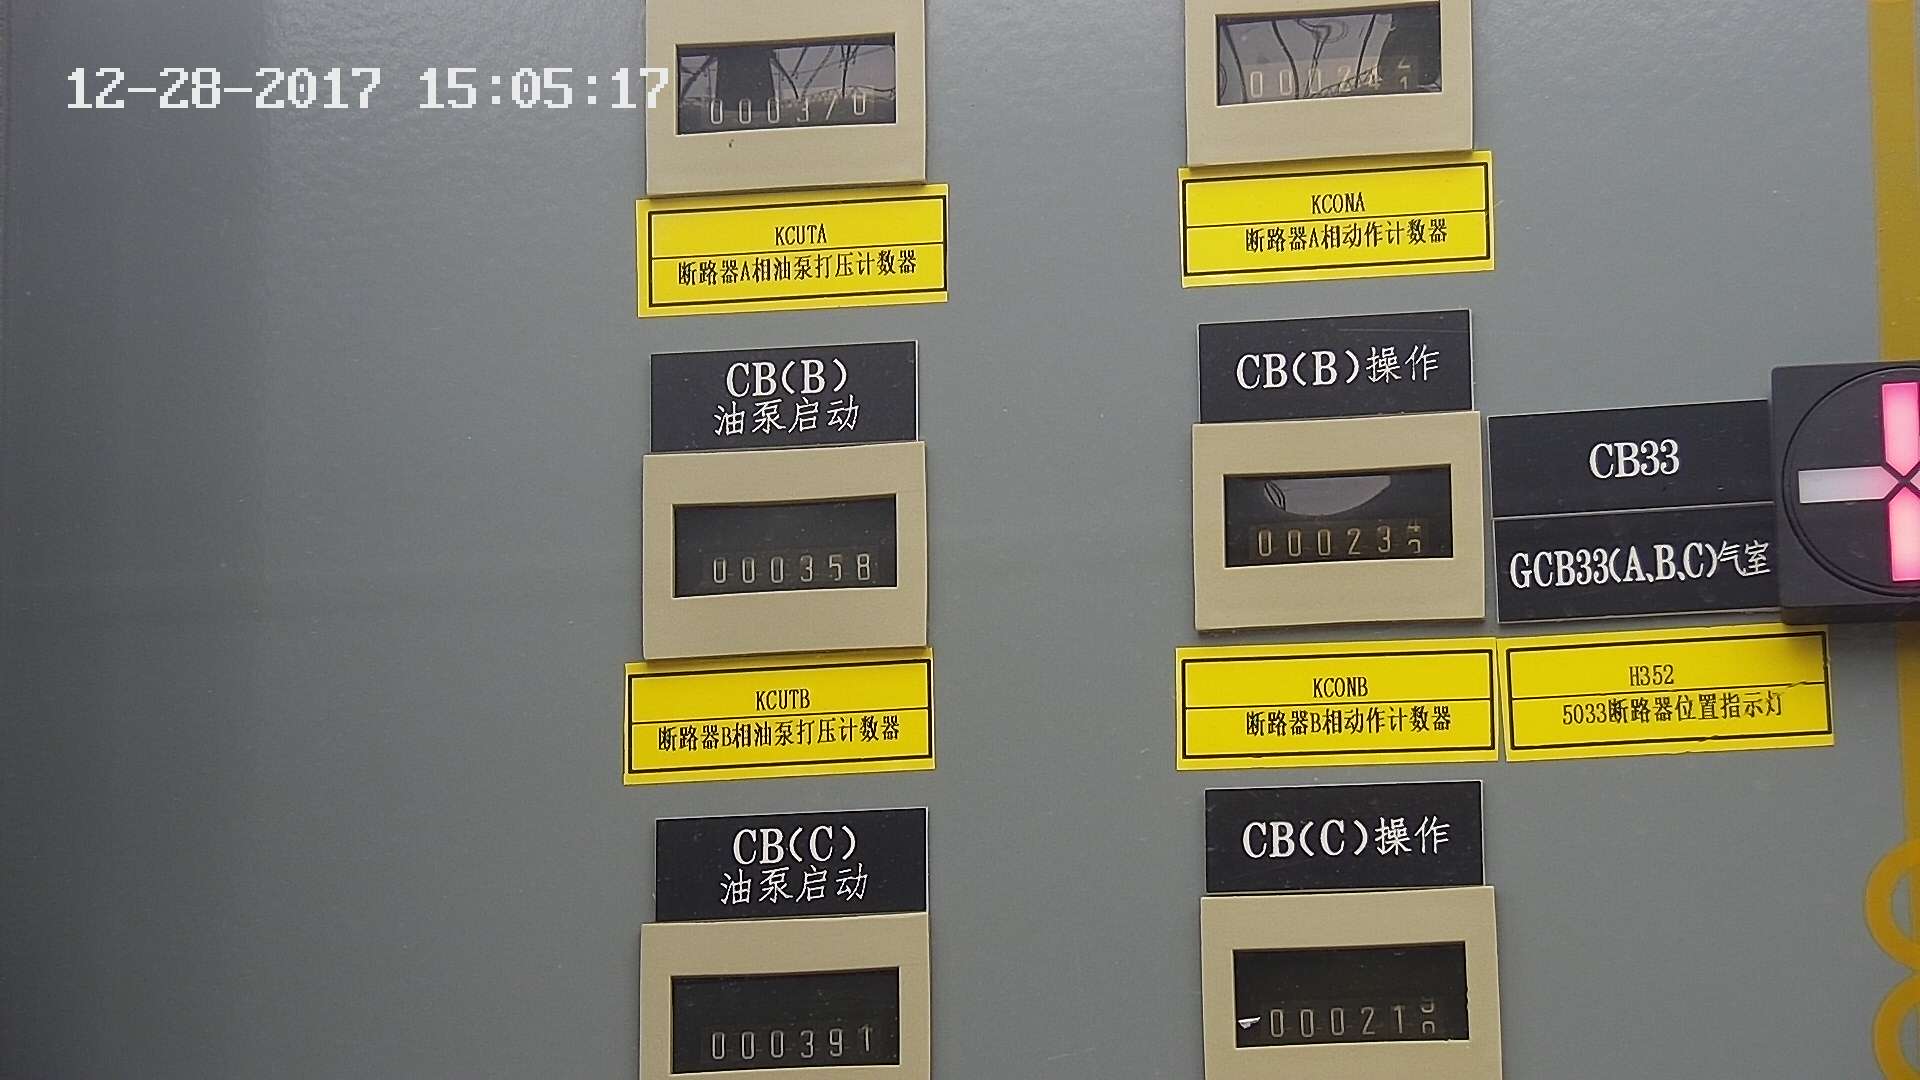 12-28-2017 15:05:17
000370
KCUTA
断路器A相油泵打压计数器
00024
KCONA
断路器A相动作计数器
CB(B)
油泵启动
000358
KCUTB
断路器B相油泵打压计数器
CB(B)操作
00023
KCONB
断路器B相动作计数器
CB33
GCB33(A,B,C)气室
H352
5033断路器位置指示灯
CB(C)
油泵启动
000391
CB(C)操作
00021